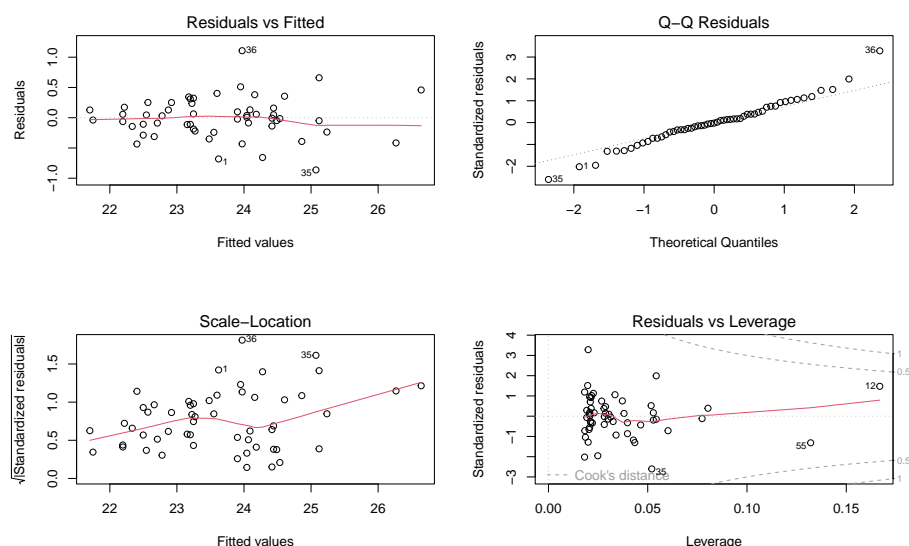 Residuals vs Fitted
Residuals
1.0
0.5
0.0
−1.0
36
1
35
22 23 24 25 26
Fitted values
Q−Q Residuals
Standardized residuals
3
2
1
0
−2
36
1
35
−2 −1 0 1 2
Theoretical Quantiles
Scale−Location
√|Standardized residuals|
1.5
1.0
0.5
0.0
36
35
1
22 23 24 25 26
Fitted values
Residuals vs Leverage
Standardized residuals
4
3
2
1
0
−1
−3
12
55
35
Cook's distance
1
0.5
0.5
1
0.00 0.05 0.10 0.15
Leverage